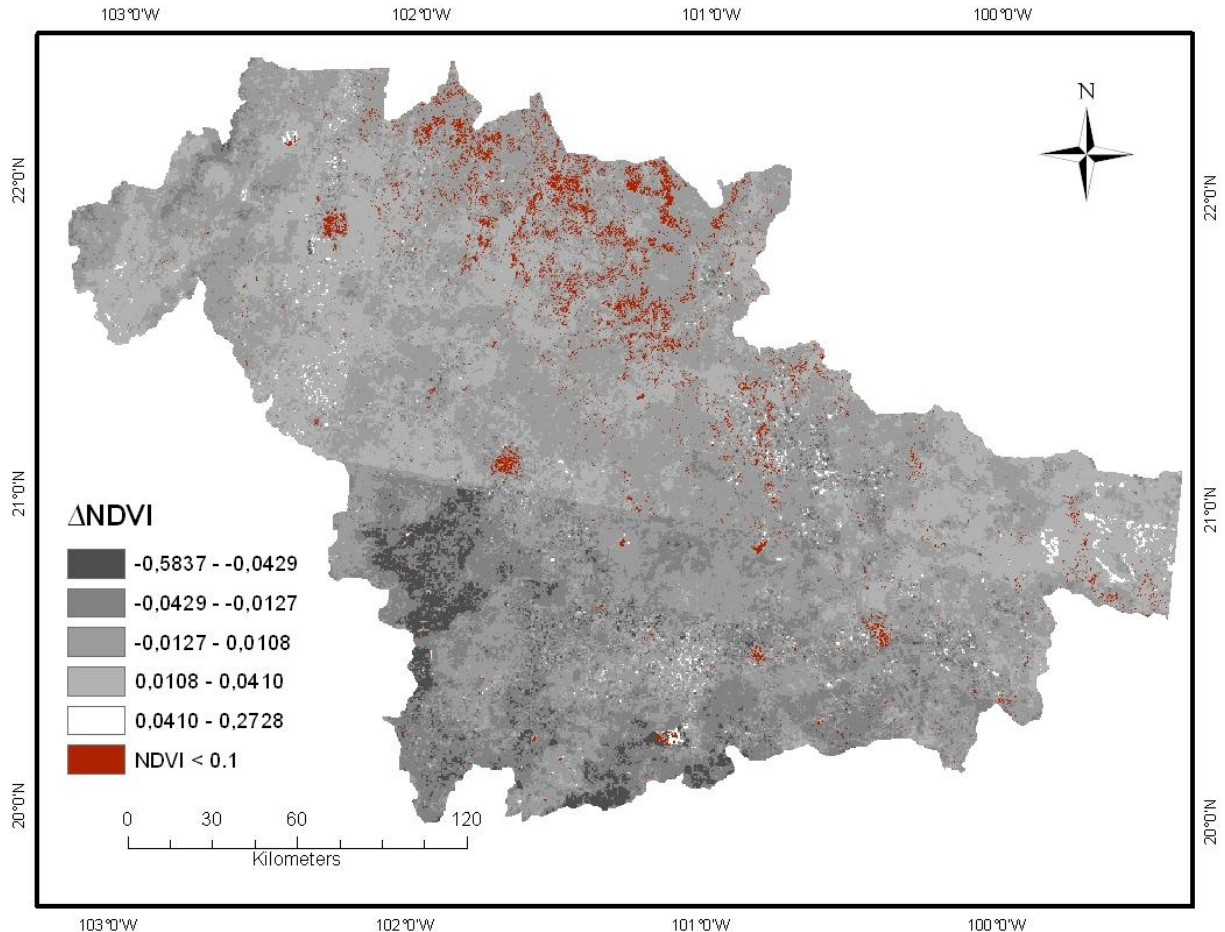 103°0'W 102°0'W 101°0'W 100°0'W
N
22°0'N 22°0'N
21°0'N 21°0'N
ΔNDVI
-0,5837 - -0,0429
-0,0429 - -0,0127
-0,0127 - 0,0108
0,0108 - 0,0410
0,0410 - 0,2728
NDVI < 0.1
20°0'N 20°0'N
0 30 60 120
Kilometers
103°0'W 102°0'W 101°0'W 100°0'W